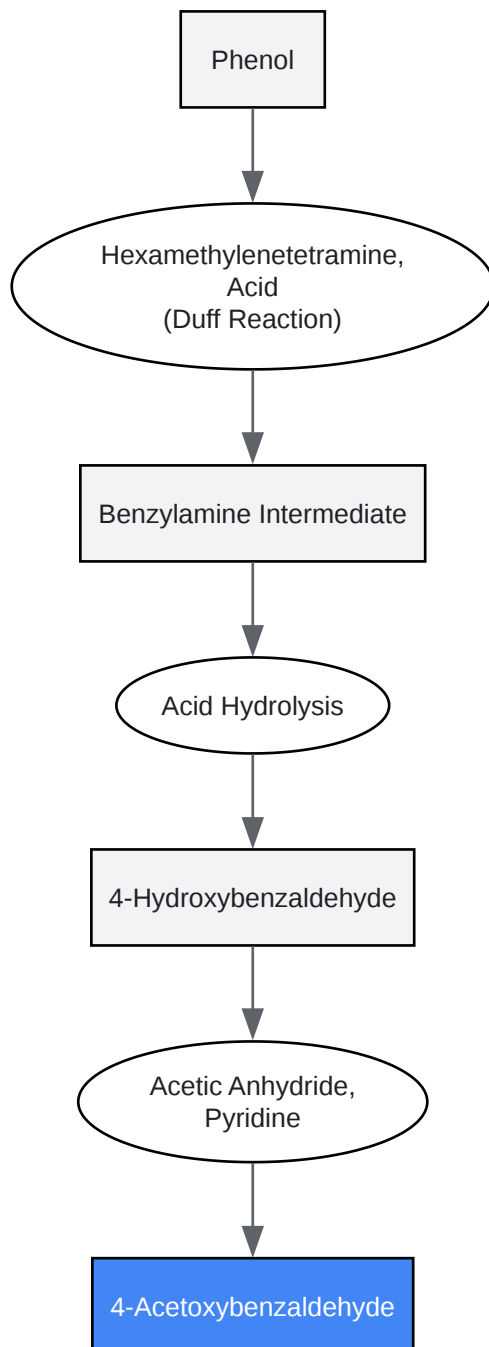 Phenol
Hexamethylenetetramine,
Acid
(Duff Reaction)
Benzylamine Intermediate
Acid Hydrolysis
4-Hydroxybenzaldehyde
Acetic Anhydride,
Pyridine
4-Acetoxybenzaldehyde